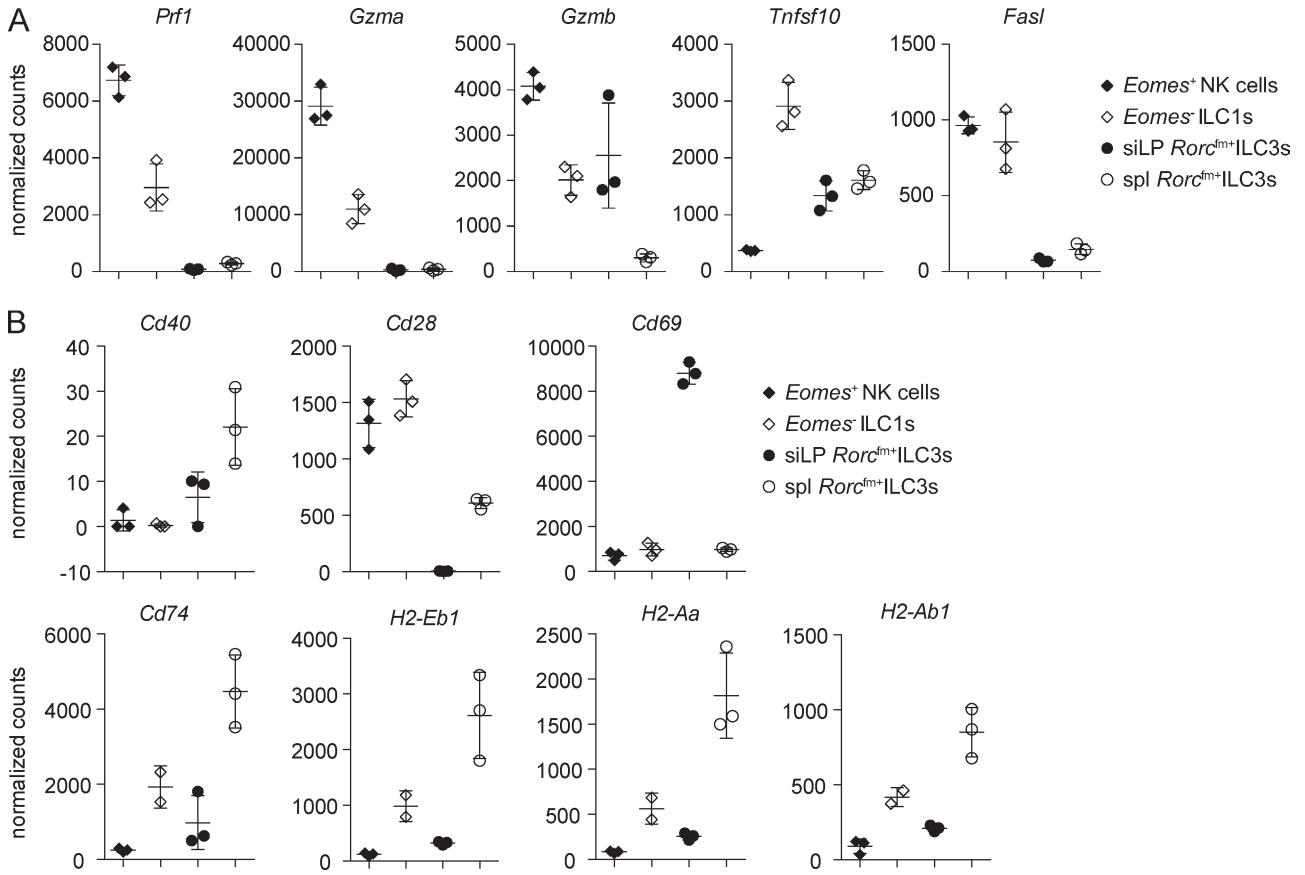 A
Prf1 Gzma Gzmb Tnfsf10 Fasl
normalized counts
8000 6000 4000 2000 0
40000 30000 20000 10000 0
5000 4000 3000 2000 1000 0
4000 3000 2000 1000 0
1500 1000 500 0
Eomes⁺ NK cells
Eomes⁻ ILC1s
siLP Rorcᶠᵐ⁺ILC3s
spl Rorcᶠᵐ⁺ILC3s
B
Cd40 Cd28 Cd69
normalized counts
40 30 20 10 0 -10
2000 1500 1000 500 0
10000 8000 6000 4000 2000 0
Eomes⁺ NK cells
Eomes⁻ ILC1s
siLP Rorcᶠᵐ⁺ILC3s
spl Rorcᶠᵐ⁺ILC3s
Cd74 H2-Eb1 H2-Aa H2-Ab1
normalized counts
6000 4000 2000 0
4000 3000 2000 1000 0
2500 2000 1500 1000 500 0
1500 1000 500 0